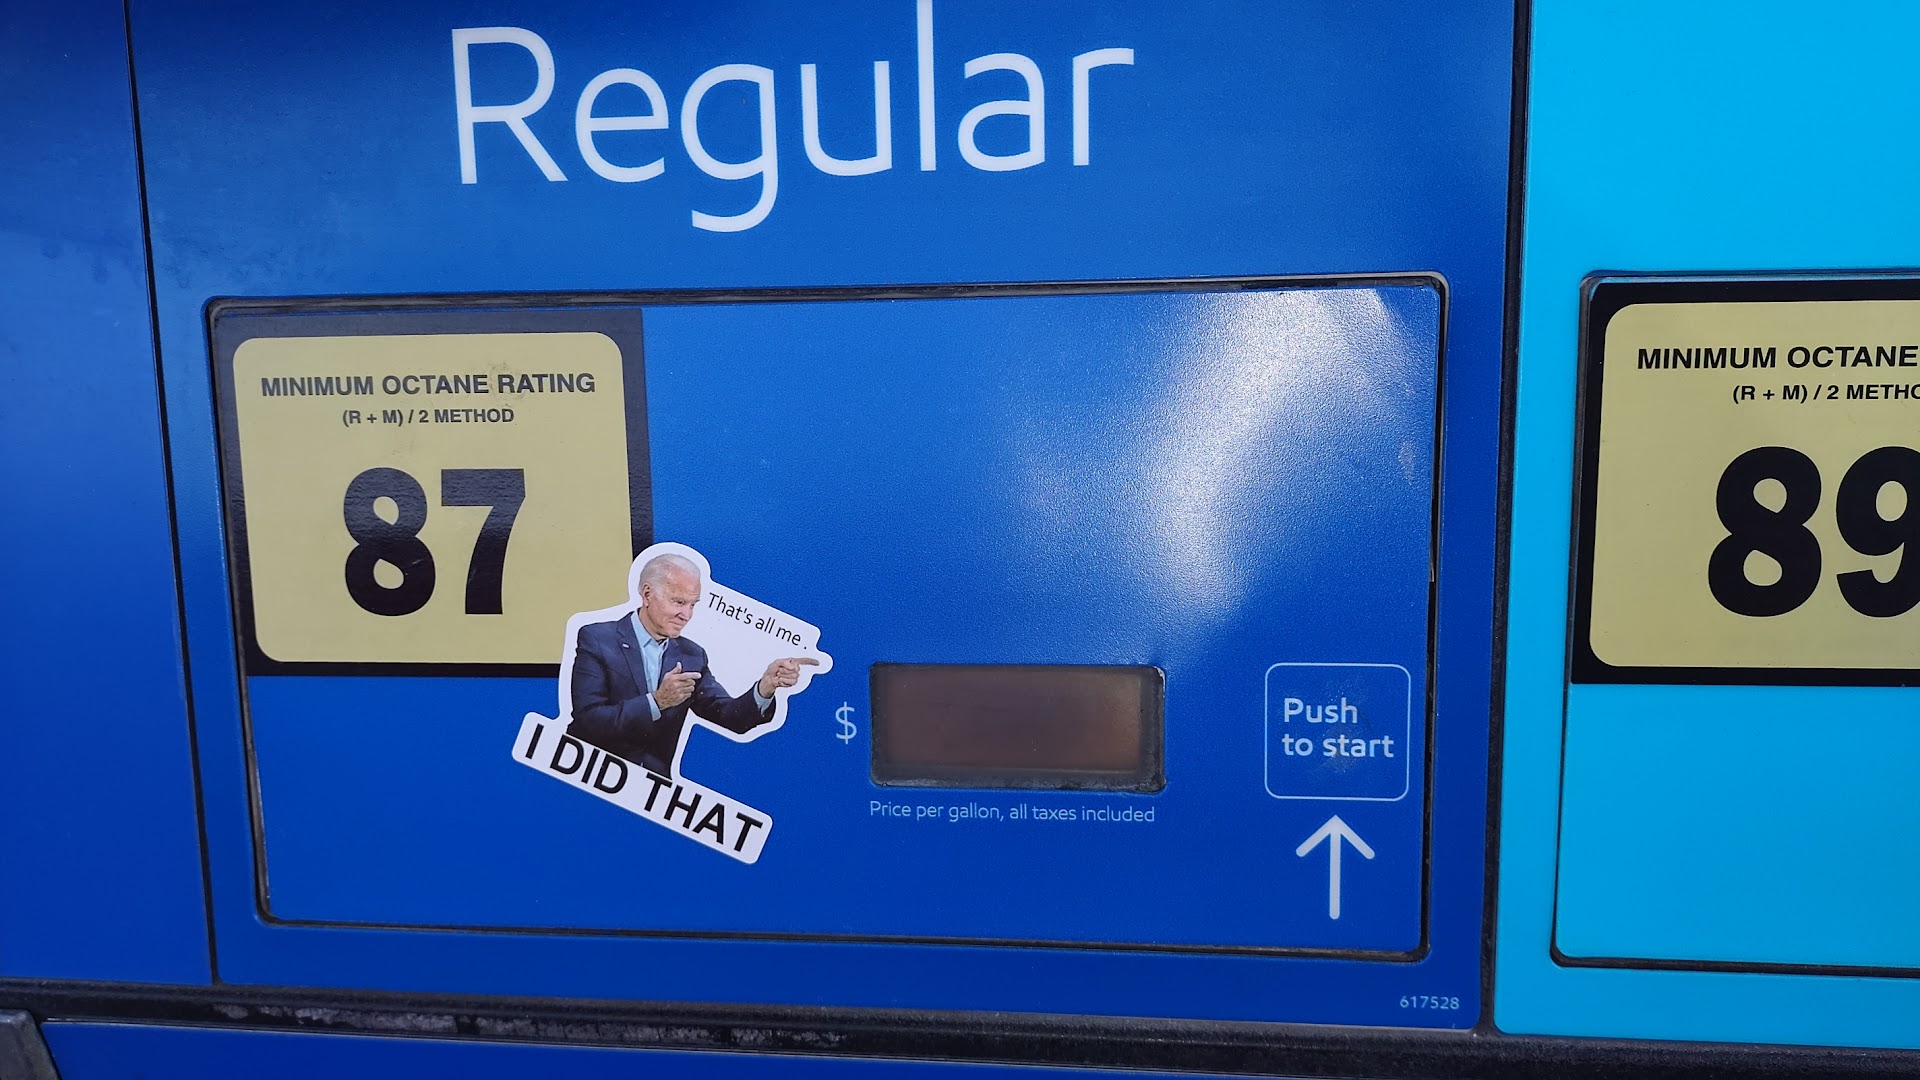 Regular
MINIMUM OCTANE RATING
(R + M) / 2 METHOD
87
That's all me.
I DID THAT
$
Price per gallon, all taxes included
Push
to start
617528
MINIMUM OCTANE
(R + M) / 2 METHO
89